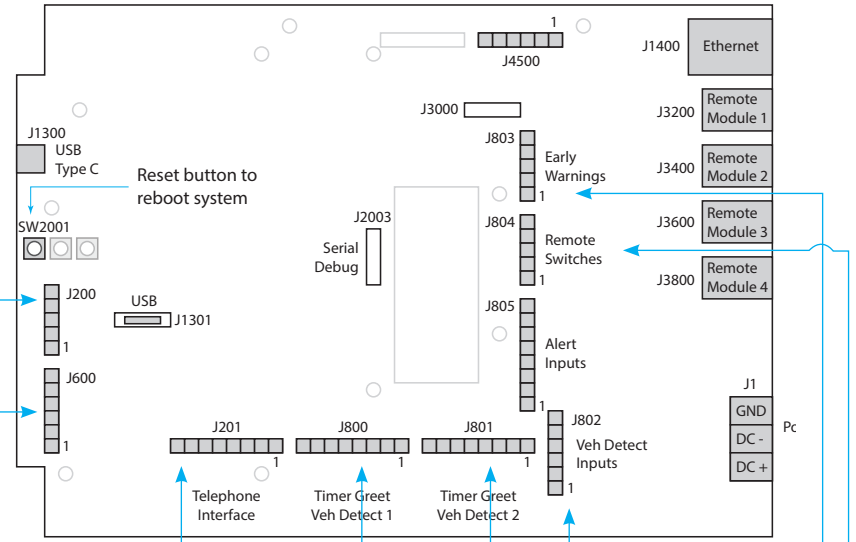 1
J4500
J1400
Ethernet
J3000
J3200
Remote
Module 1
J1300
USB
Type C
J803
Early
Warnings
1
J3400
Remote
Module 2
Reset button to
reboot system
SW2001
J2003
Serial
Debug
J804
Remote
Switches
1
J3600
Remote
Module 3
J3800
Remote
Module 4
J200
1
USB
J1301
J805
Alert
Inputs
1
J600
1
J1
GND
DC -
DC +
J201
1
Telephone
Interface
J800
1
Timer Greet
Veh Detect 1
J801
1
Timer Greet
Veh Detect 2
J802
Veh Detect
Inputs
1